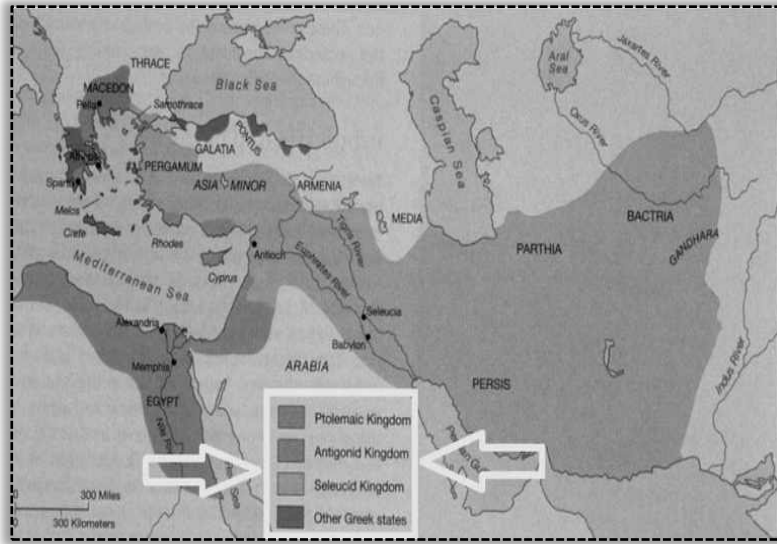 THRACE
MACEDON
Pella
Samothrace
Black Sea
Aral
Sea
Jaxartes River
Oxus River
Caspian Sea
PONTUS
GALATIA
PERGAMUM
ASIA MINOR
ARMENIA
Athens
Sparta
Melos
Crete
Rhodes
MEDIA
PARTHIA
BACTRIA
GANDHARA
Tigris River
Euphrates River
Antioch
Cyprus
Mediterranean Sea
Seleucia
Babylon
Alexandria
Memphis
EGYPT
ARABIA
PERSIS
Indus River
Persian Gulf
Nile
Red Sea
Ptolemaic Kingdom
Antigonid Kingdom
Seleucid Kingdom
Other Greek states
0 300 Miles
0 300 Kilometers